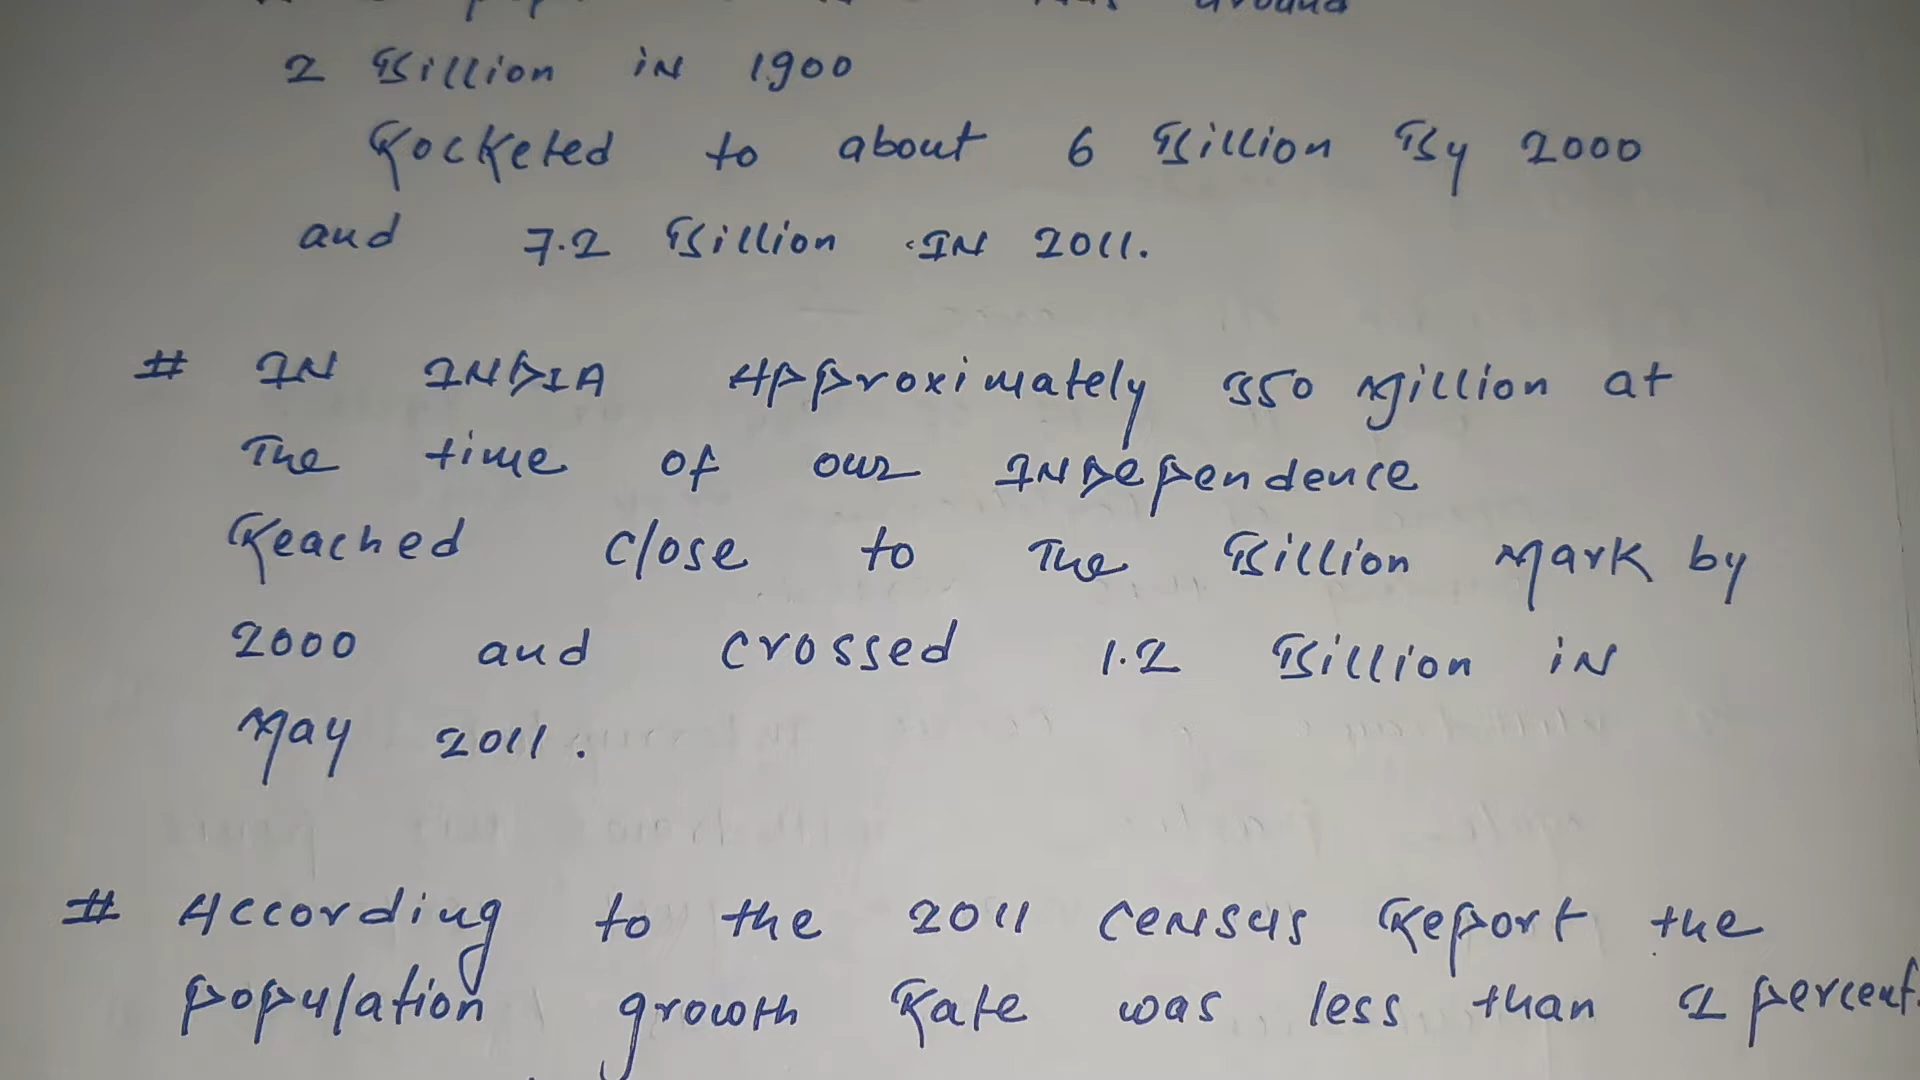 around
2 Billion in 1900
Rocketed to about 6 Billion By 2000
and 7.2 Billion IN 2011.
# IN INDIA Approximately 350 Million at
The time of our INDependence
Reached close to The Billion Mark by
2000 and crossed 1.2 Billion in
May 2011.
# According to the 2011 census Report the
population growth Rate was less than 2 percent.